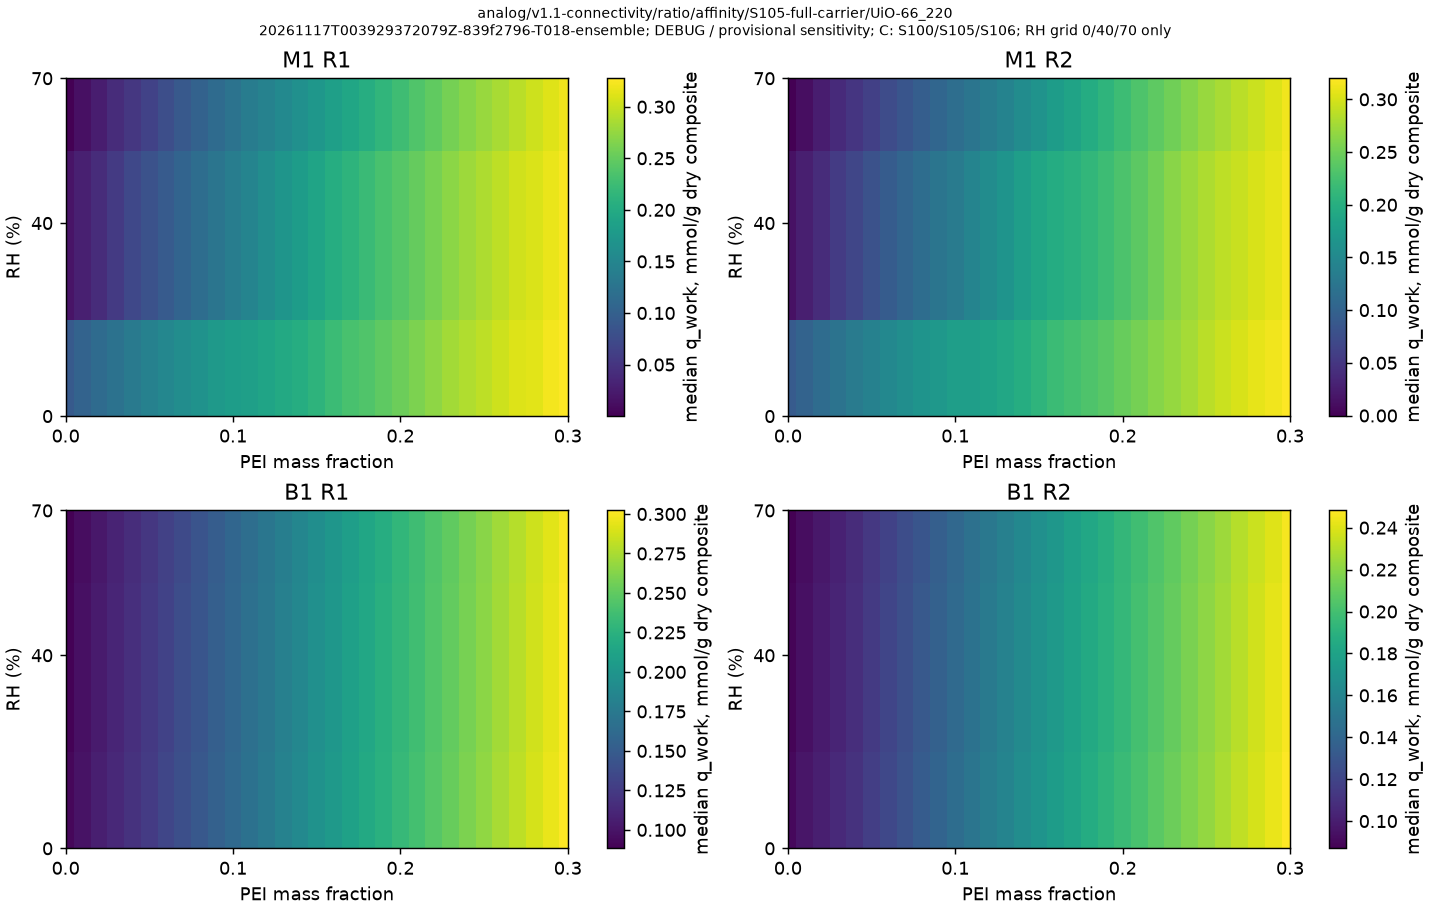 analog/v1.1-connectivity/ratio/affinity/S105-full-carrier/UiO-66_220
20261117T003929372079Z-839f2796-T018-ensemble; DEBUG / provisional sensitivity; C: S100/S105/S106; RH grid 0/40/70 only
M1 R1
70
40
0
RH (%)
0.0 0.1 0.2 0.3
PEI mass fraction
0.30
0.25
0.20
0.15
0.10
0.05
median q_work, mmol/g dry composite
M1 R2
70
40
0
RH (%)
0.0 0.1 0.2 0.3
PEI mass fraction
0.30
0.25
0.20
0.15
0.10
0.05
0.00
median q_work, mmol/g dry composite
B1 R1
70
40
0
RH (%)
0.0 0.1 0.2 0.3
PEI mass fraction
0.300
0.275
0.250
0.225
0.200
0.175
0.150
0.125
0.100
median q_work, mmol/g dry composite
B1 R2
70
40
0
RH (%)
0.0 0.1 0.2 0.3
PEI mass fraction
0.24
0.22
0.20
0.18
0.16
0.14
0.12
0.10
median q_work, mmol/g dry composite